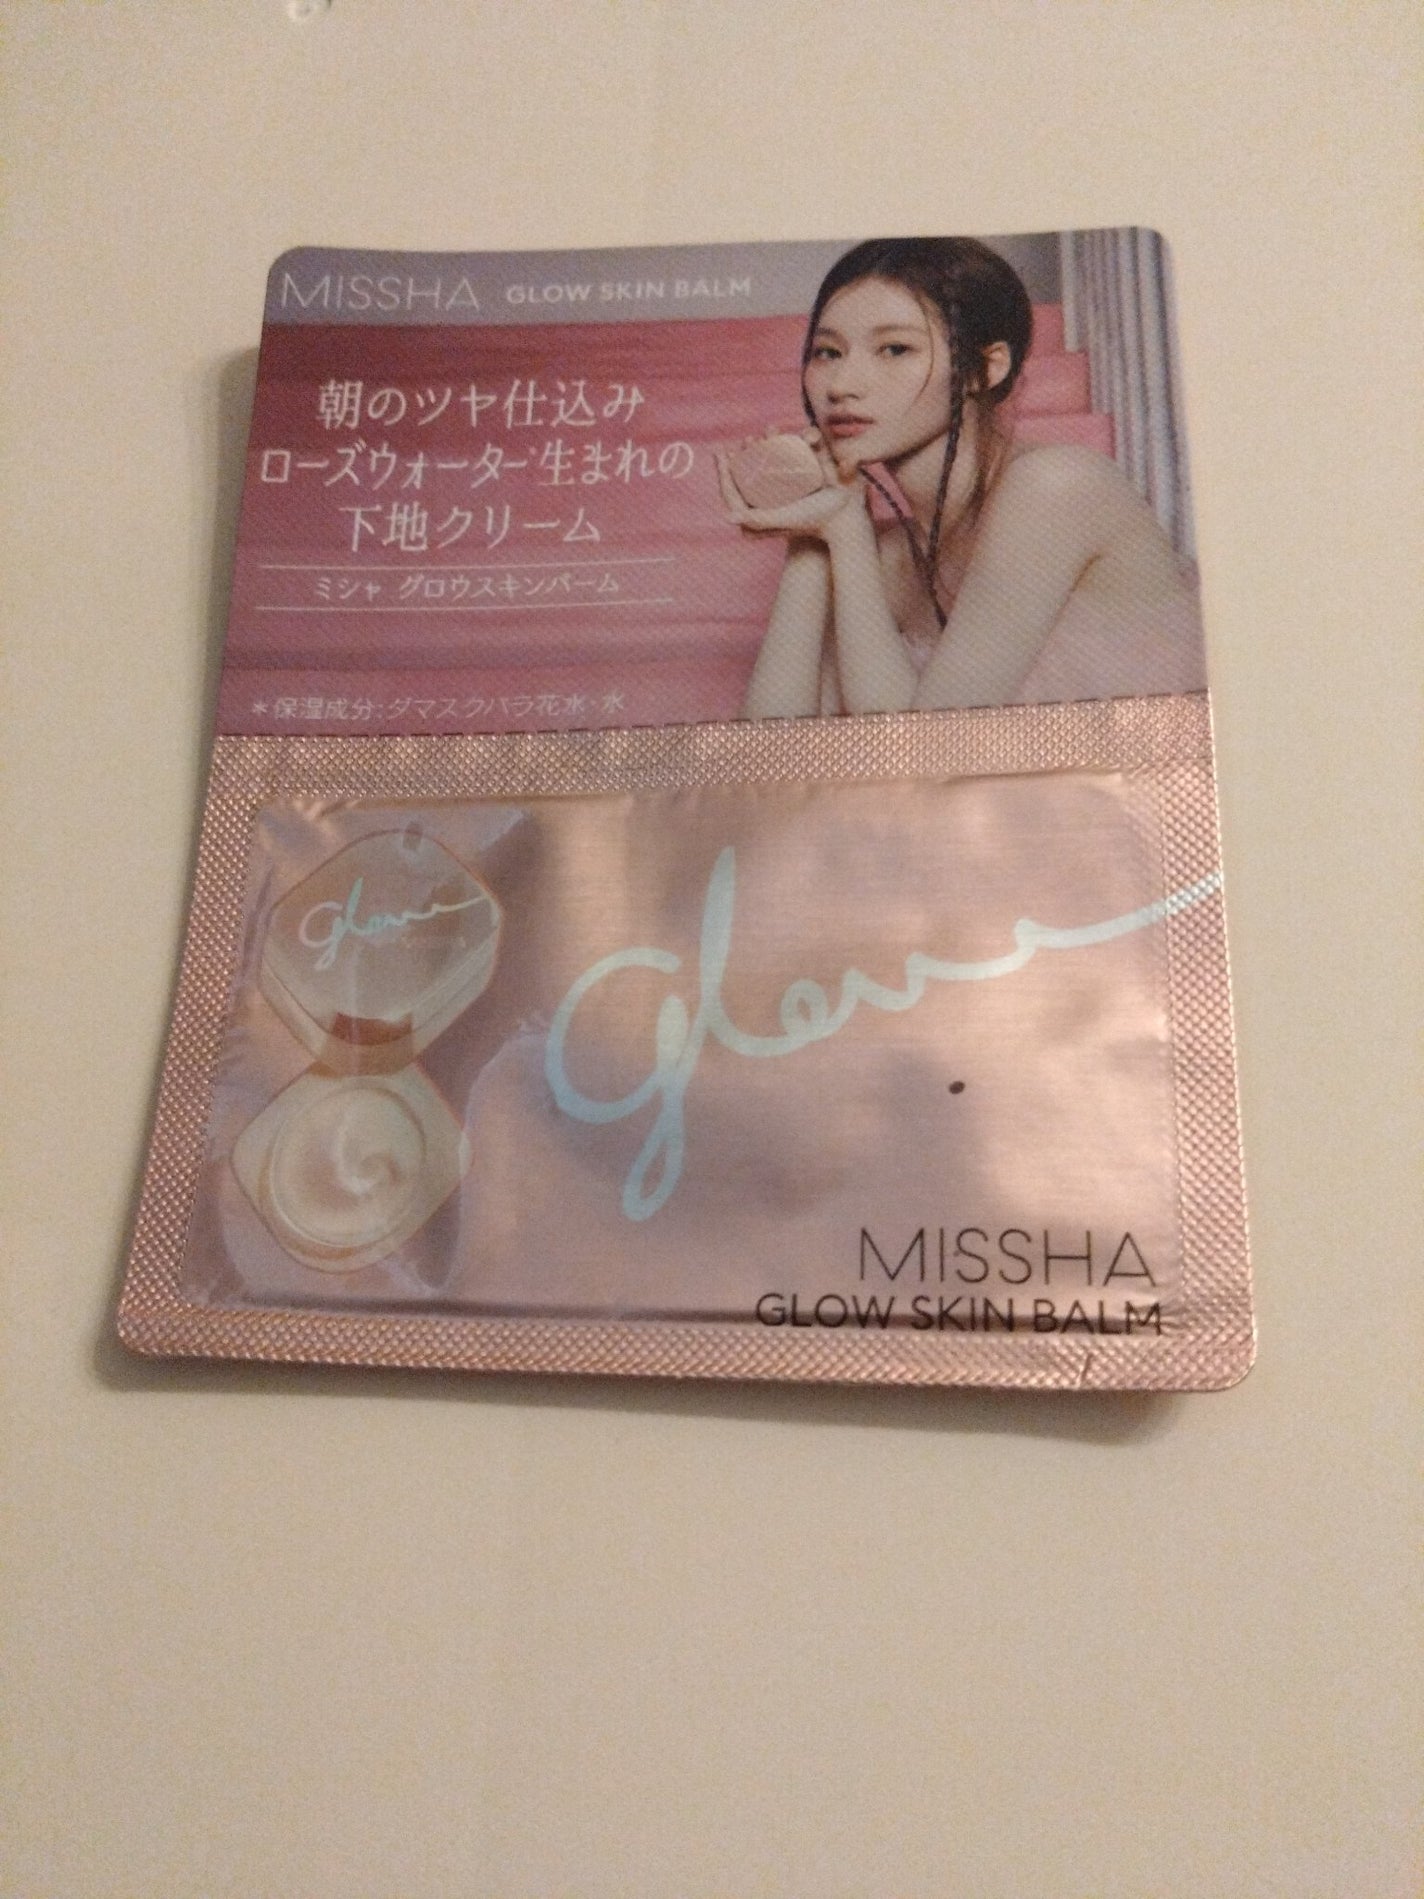 MISSHA GLOW SKIN BALM
朝のツヤ仕込み
ローズウォーター*生まれの
下地クリーム
ミシャ グロウスキンバーム
*保湿成分:ダマスクバラ花水・水
glow
glow
MISSHA
GLOW SKIN BALM